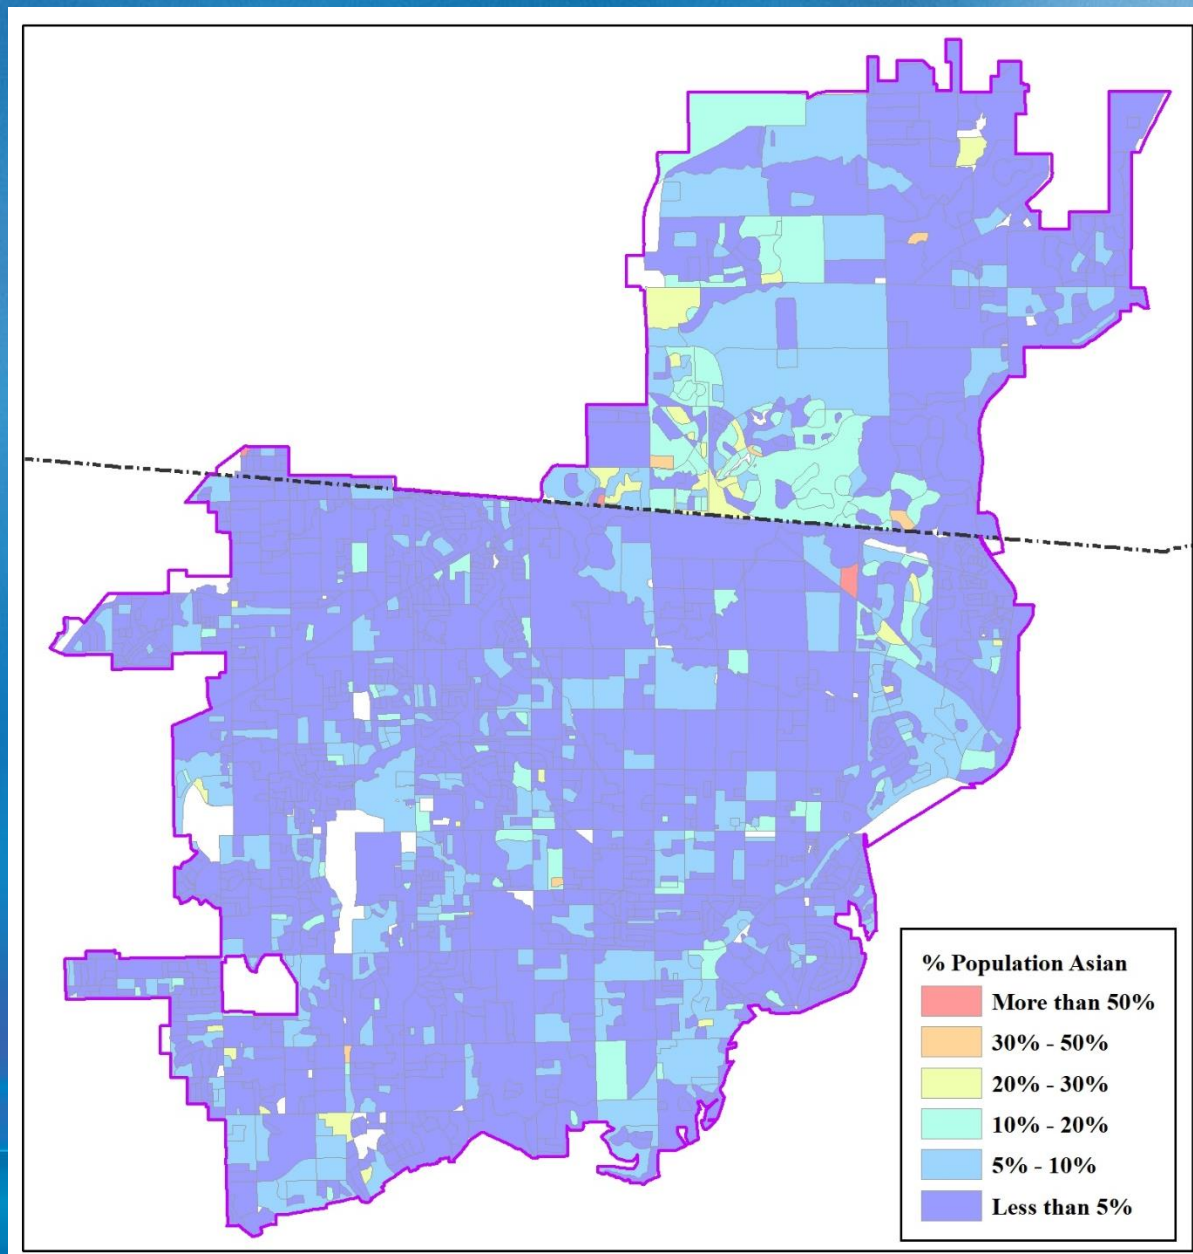 % Population Asian
More than 50%
30% - 50%
20% - 30%
10% - 20%
5% - 10%
Less than 5%